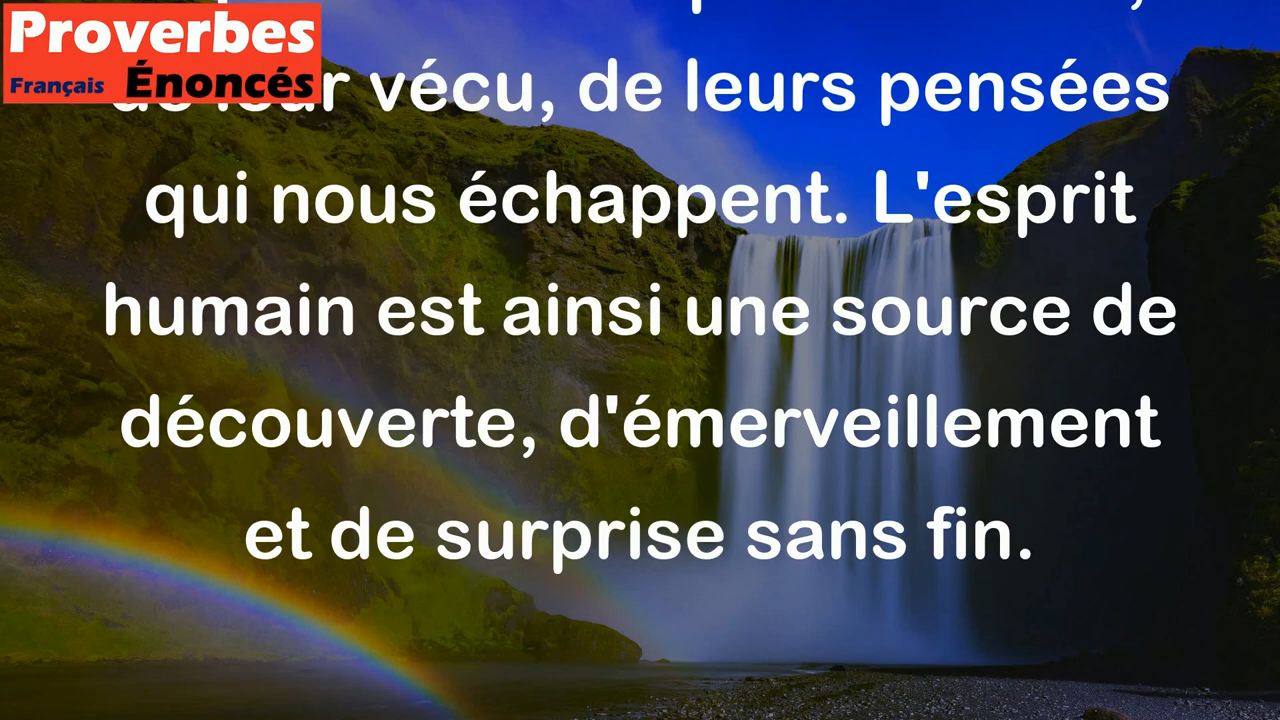 Proverbes
Français Énoncés
vécu, de leurs pensées
qui nous échappent. L'esprit
humain est ainsi une source de
découverte, d'émerveillement
et de surprise sans fin.